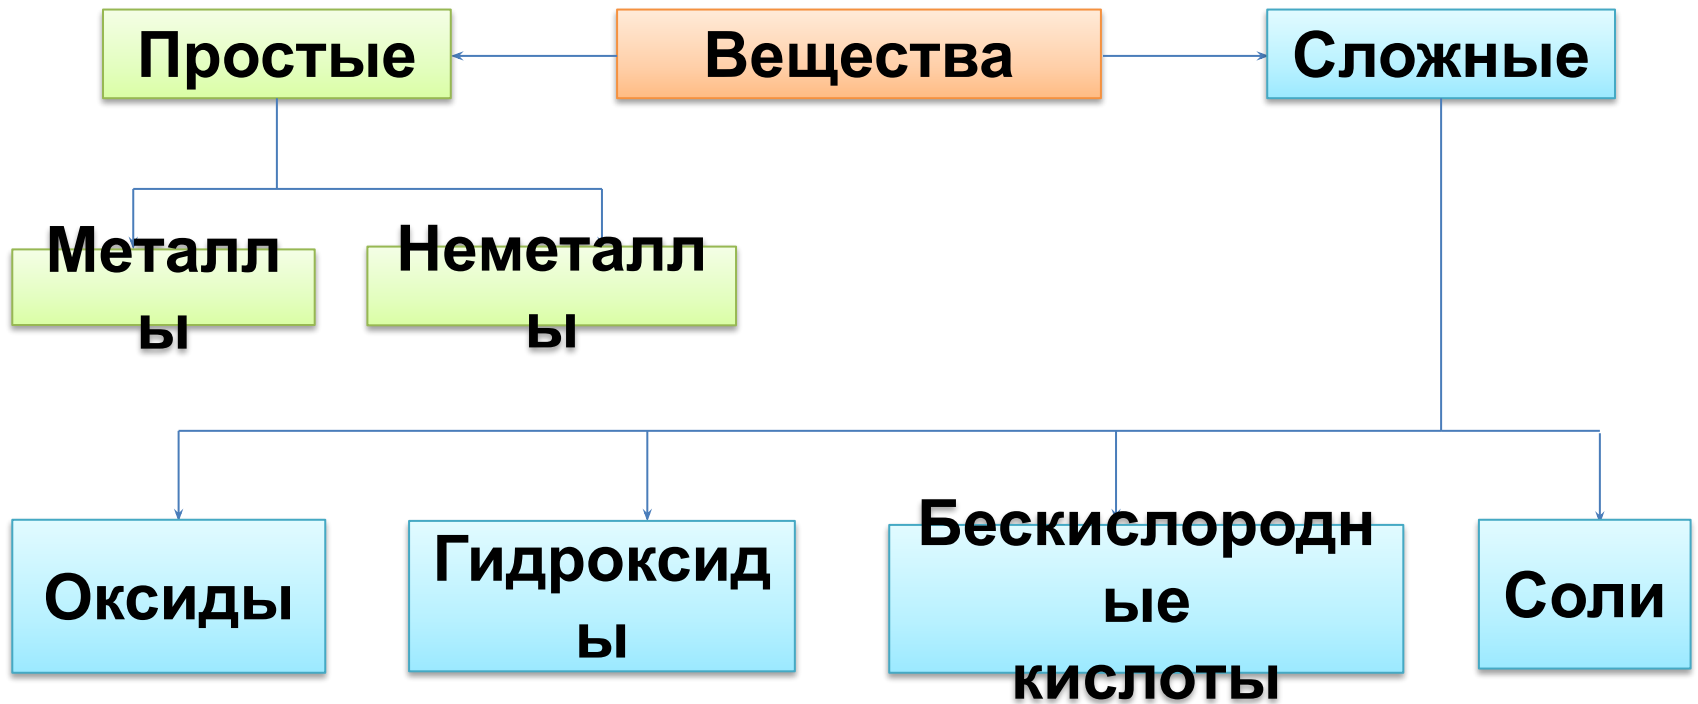 Простые
Вещества
Сложные
Металл
ы
Неметалл
ы
Оксиды
Гидроксид
ы
Бескислородн
ые
кислоты
Соли